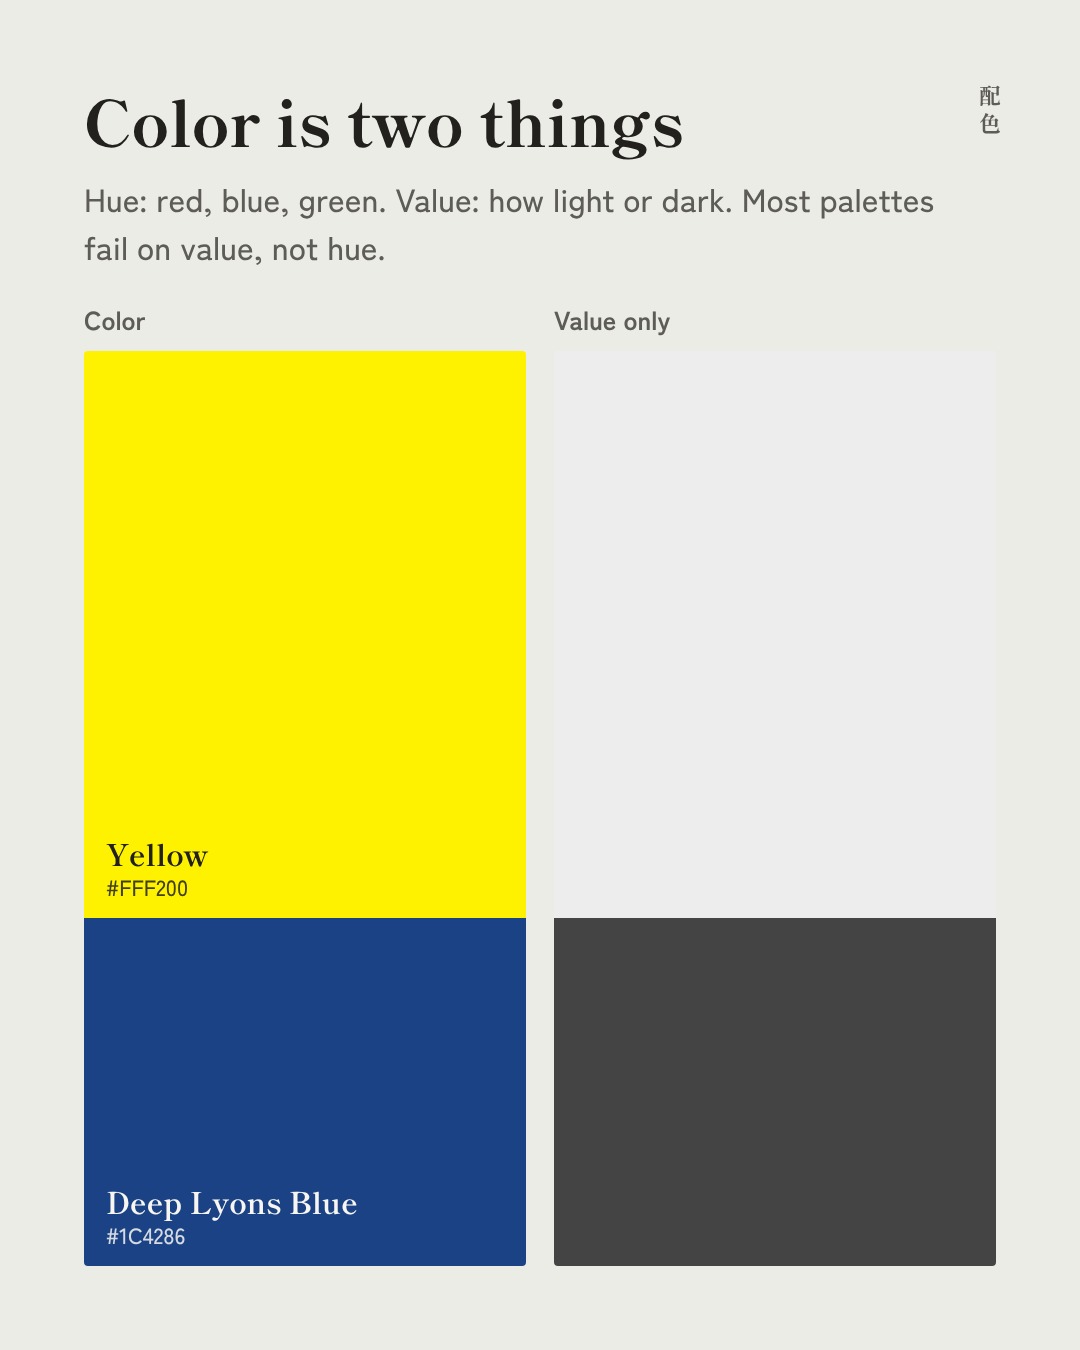 Color is two things
配色
Hue: red, blue, green. Value: how light or dark. Most palettes
fail on value, not hue.
Color
Value only
Yellow
#FFF200
Deep Lyons Blue
#1C4286